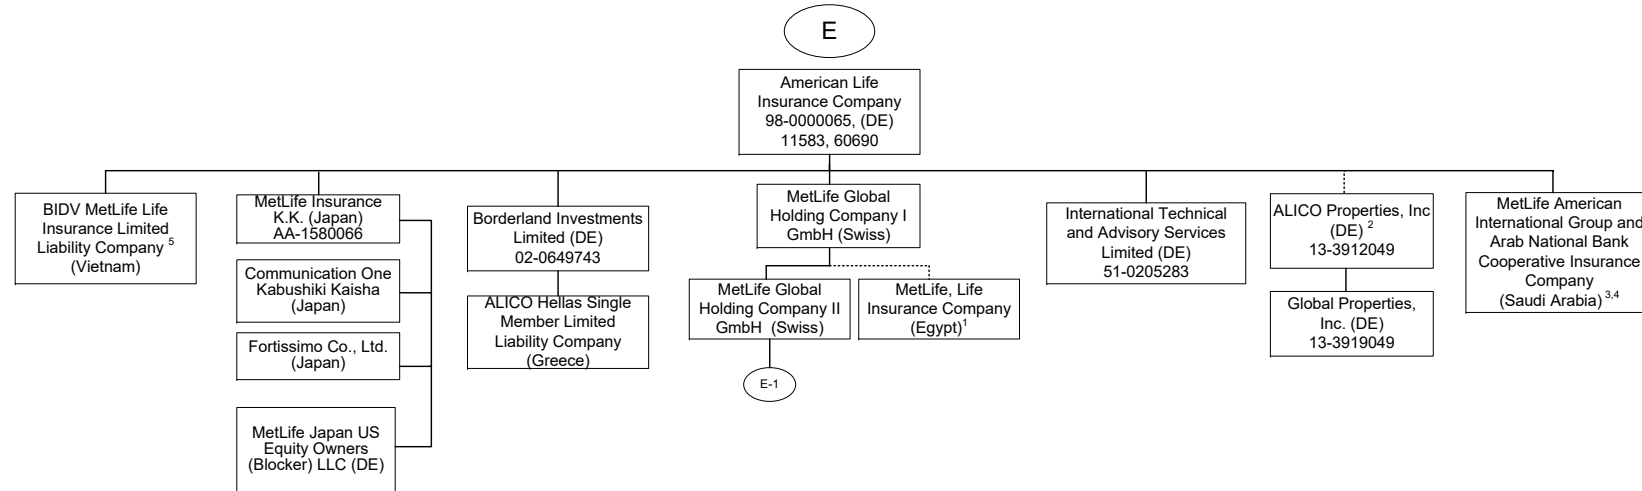 E
American Life
Insurance Company
98-0000065, (DE)
11583, 60690
BIDV MetLife Life
Insurance Limited
Liability Company 5
(Vietnam)
MetLife Insurance
K.K. (Japan)
AA-1580066
Communication One
Kabushiki Kaisha
(Japan)
Fortissimo Co., Ltd.
(Japan)
MetLife Japan US
Equity Owners
(Blocker) LLC (DE)
Borderland Investments
Limited (DE)
02-0649743
ALICO Hellas Single
Member Limited
Liability Company
(Greece)
MetLife Global
Holding Company I
GmbH (Swiss)
MetLife Global
Holding Company II
GmbH (Swiss)
E-1
MetLife, Life
Insurance Company
(Egypt)1
International Technical
and Advisory Services
Limited (DE)
51-0205283
ALICO Properties, Inc
(DE) 2
13-3912049
Global Properties,
Inc. (DE)
13-3919049
MetLife American
International Group and
Arab National Bank
Cooperative Insurance
Company
(Saudi Arabia) 3,4